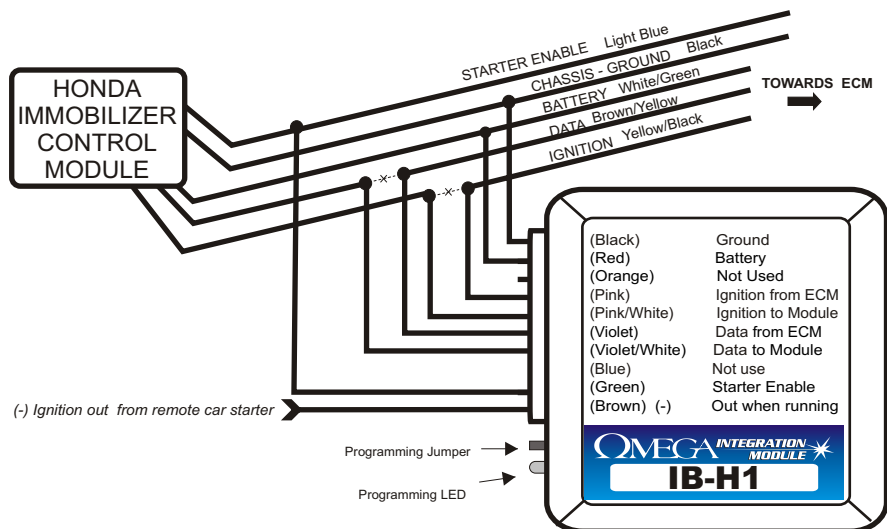 STARTER ENABLE Light Blue
CHASSIS - GROUND Black
BATTERY White/Green
DATA Brown/Yellow
IGNITION Yellow/Black
TOWARDS ECM
HONDA
IMMOBILIZER
CONTROL
MODULE
(Black) Ground
(Red) Battery
(Orange) Not Used
(Pink) Ignition from ECM
(Pink/White) Ignition to Module
(Violet) Data from ECM
(Violet/White) Data to Module
(Blue) Not use
(Green) Starter Enable
(Brown) (-) Out when running
(-) Ignition out from remote car starter
Programming Jumper
Programming LED
OMEGA INTEGRATION
MODULE
IB-H1